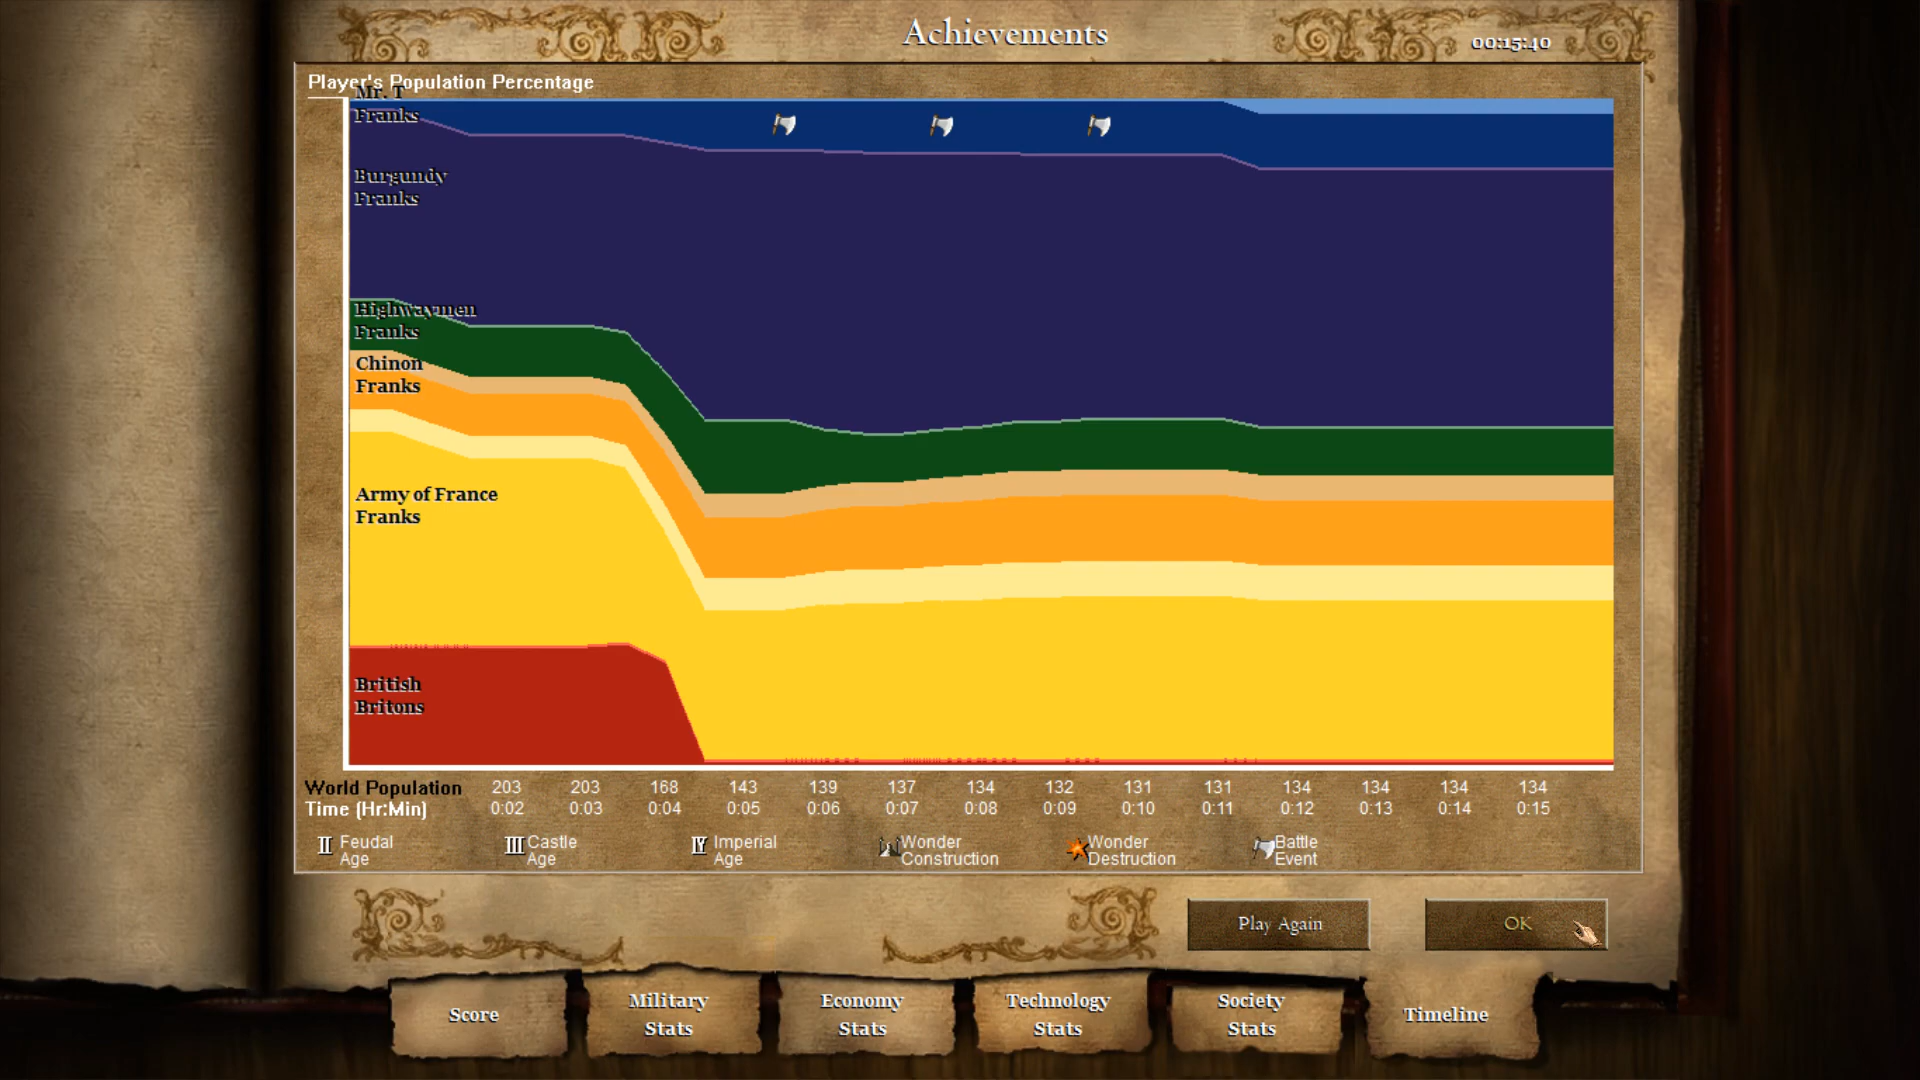 Achievements
00:15:40
Player's Population Percentage
Mr. T
Franks
Burgundy
Franks
Highwaymen
Franks
Chinon
Franks
Army of France
Franks
British
Britons
World Population 203 203 168 143 139 137 134 132 131 131 134 134 134 134
Time (Hr:Min) 0:02 0:03 0:04 0:05 0:06 0:07 0:08 0:09 0:10 0:11 0:12 0:13 0:14 0:15
II Feudal
Age
III Castle
Age
IV Imperial
Age
Wonder
Construction
Wonder
Destruction
Battle
Event
Play Again
OK
Score
Military
Stats
Economy
Stats
Technology
Stats
Society
Stats
Timeline